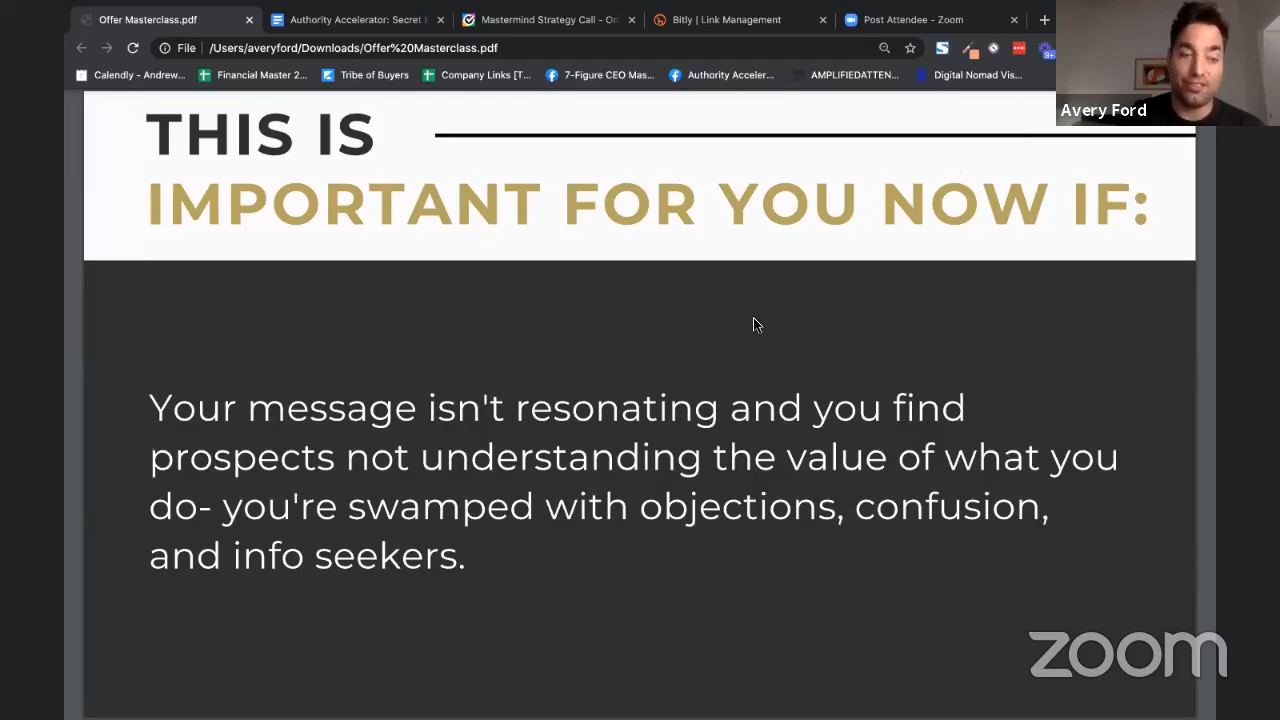 Offer Masterclass.pdf
Authority Accelerator: Secret
Mastermind Strategy Call - Onl
Bitly | Link Management
Post Attendee - Zoom
File
/Users/averyford/Downloads/Offer%20Masterclass.pdf
9+
Calendly - Andrew...
Financial Master 2...
Tribe of Buyers
Company Links [T...
7-Figure CEO Mas...
Authority Acceler...
AMPLIFIEDATTEN...
Digital Nomad Vis...
Avery Ford
THIS IS
IMPORTANT FOR YOU NOW IF:
Your message isn't resonating and you find
prospects not understanding the value of what you
do- you're swamped with objections, confusion,
and info seekers.
zoom